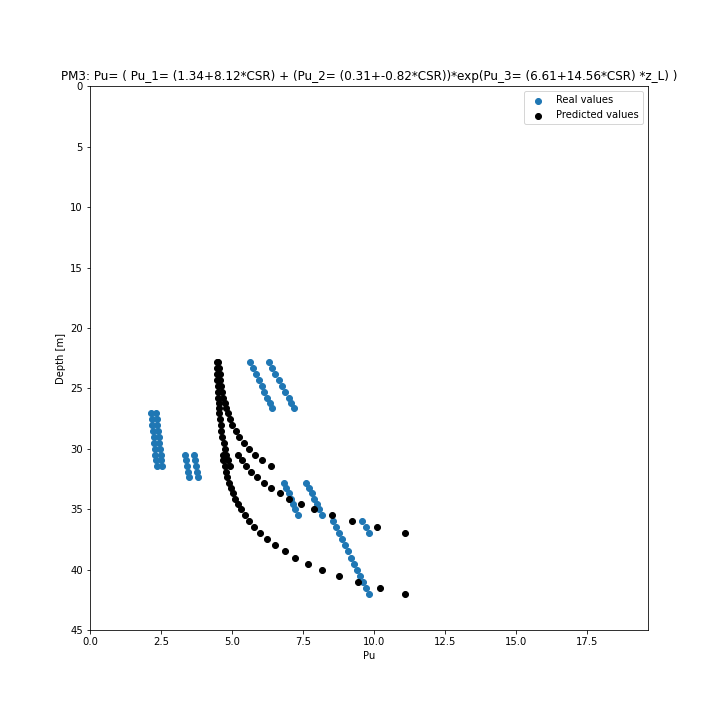 PM3: Pu= ( Pu_1= (1.34+8.12*CSR) + (Pu_2= (0.31+-0.82*CSR))*exp(Pu_3= (6.61+14.56*CSR) *z_L) )
Real values
Predicted values
0
5
10
15
20
25
30
35
40
45
Depth [m]
0.0 2.5 5.0 7.5 10.0 12.5 15.0 17.5
Pu